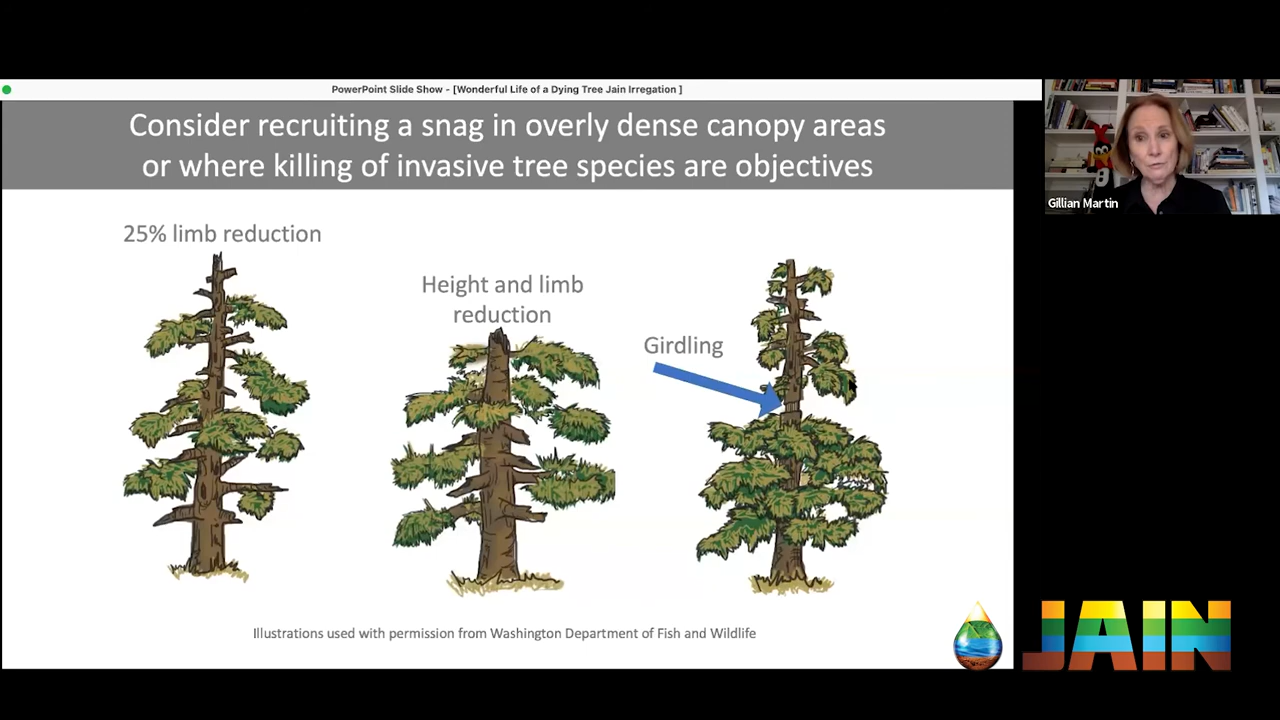 PowerPoint Slide Show - [Wonderful Life of a Dying Tree Jain Irregation ]
Consider recruiting a snag in overly dense canopy areas
or where killing of invasive tree species are objectives
25% limb reduction
Height and limb
reduction
Girdling
Illustrations used with permission from Washington Department of Fish and Wildlife
Gillian Martin
JAIN